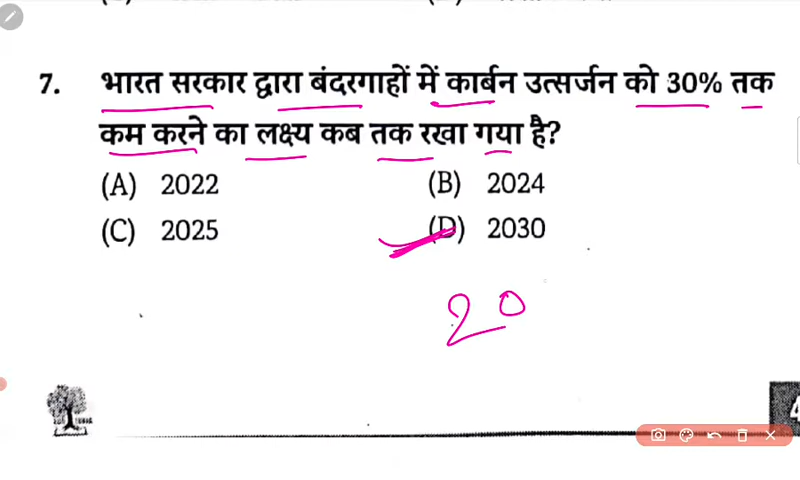 7. भारत सरकार द्वारा बंदरगाहों में कार्बन उत्सर्जन को 30% तक
कम करने का लक्ष्य कब तक रखा गया है?
(A) 2022 (B) 2024
(C) 2025 (D) 2030
20